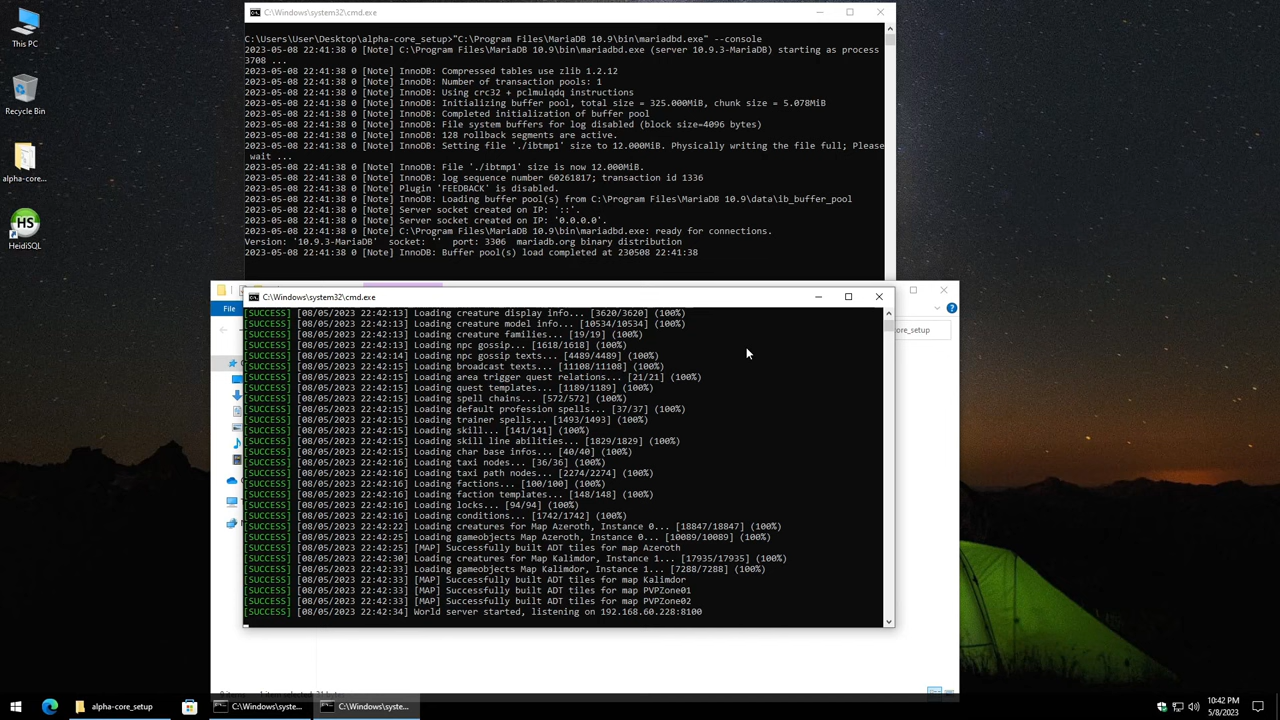 This PC
Recycle Bin
alpha-core...
HeidiSQL
C:\Windows\system32\cmd.exe
C:\Users\User\Desktop\alpha-core_setup>"C:\Program Files\MariaDB 10.9\bin\mariadbd.exe" --console
2023-05-08 22:41:38 0 [Note] C:\Program Files\MariaDB 10.9\bin\mariadbd.exe (server 10.9.3-MariaDB) starting as process
3708 ...
2023-05-08 22:41:38 0 [Note] InnoDB: Compressed tables use zlib 1.2.12
2023-05-08 22:41:38 0 [Note] InnoDB: Number of transaction pools: 1
2023-05-08 22:41:38 0 [Note] InnoDB: Using crc32 + pclmulqdq instructions
2023-05-08 22:41:38 0 [Note] InnoDB: Initializing buffer pool, total size = 325.000MiB, chunk size = 5.078MiB
2023-05-08 22:41:38 0 [Note] InnoDB: Completed initialization of buffer pool
2023-05-08 22:41:38 0 [Note] InnoDB: File system buffers for log disabled (block size=4096 bytes)
2023-05-08 22:41:38 0 [Note] InnoDB: 128 rollback segments are active.
2023-05-08 22:41:38 0 [Note] InnoDB: Setting file './ibtmp1' size to 12.000MiB. Physically writing the file full; Please
wait ...
2023-05-08 22:41:38 0 [Note] InnoDB: File './ibtmp1' size is now 12.000MiB.
2023-05-08 22:41:38 0 [Note] InnoDB: log sequence number 60261817; transaction id 1336
2023-05-08 22:41:38 0 [Note] Plugin 'FEEDBACK' is disabled.
2023-05-08 22:41:38 0 [Note] InnoDB: Loading buffer pool(s) from C:\Program Files\MariaDB 10.9\data\ib_buffer_pool
2023-05-08 22:41:38 0 [Note] Server socket created on IP: '::'.
2023-05-08 22:41:38 0 [Note] Server socket created on IP: '0.0.0.0'.
2023-05-08 22:41:38 0 [Note] C:\Program Files\MariaDB 10.9\bin\mariadbd.exe: ready for connections.
Version: '10.9.3-MariaDB'  socket: ''  port: 3306  mariadb.org binary distribution
2023-05-08 22:41:38 0 [Note] InnoDB: Buffer pool(s) load completed at 230508 22:41:38
File
ore_setup
C:\Windows\system32\cmd.exe
[SUCCESS] [08/05/2023 22:42:13] Loading creature display info... [3620/3620] (100%)
[SUCCESS] [08/05/2023 22:42:13] Loading creature model info... [10534/10534] (100%)
[SUCCESS] [08/05/2023 22:42:13] Loading creature families... [19/19] (100%)
[SUCCESS] [08/05/2023 22:42:13] Loading npc gossip... [1618/1618] (100%)
[SUCCESS] [08/05/2023 22:42:14] Loading npc gossip texts... [4489/4489] (100%)
[SUCCESS] [08/05/2023 22:42:15] Loading broadcast texts... [11108/11108] (100%)
[SUCCESS] [08/05/2023 22:42:15] Loading area trigger quest relations... [21/21] (100%)
[SUCCESS] [08/05/2023 22:42:15] Loading quest templates... [1189/1189] (100%)
[SUCCESS] [08/05/2023 22:42:15] Loading spell chains... [572/572] (100%)
[SUCCESS] [08/05/2023 22:42:15] Loading default profession spells... [37/37] (100%)
[SUCCESS] [08/05/2023 22:42:15] Loading trainer spells... [1493/1493] (100%)
[SUCCESS] [08/05/2023 22:42:15] Loading skill... [141/141] (100%)
[SUCCESS] [08/05/2023 22:42:15] Loading skill line abilities... [1829/1829] (100%)
[SUCCESS] [08/05/2023 22:42:15] Loading char base infos... [40/40] (100%)
[SUCCESS] [08/05/2023 22:42:16] Loading taxi nodes... [36/36] (100%)
[SUCCESS] [08/05/2023 22:42:16] Loading taxi path nodes... [2274/2274] (100%)
[SUCCESS] [08/05/2023 22:42:16] Loading factions... [100/100] (100%)
[SUCCESS] [08/05/2023 22:42:16] Loading faction templates... [148/148] (100%)
[SUCCESS] [08/05/2023 22:42:16] Loading locks... [94/94] (100%)
[SUCCESS] [08/05/2023 22:42:16] Loading conditions... [1742/1742] (100%)
[SUCCESS] [08/05/2023 22:42:22] Loading creatures for Map Azeroth, Instance 0... [18847/18847] (100%)
[SUCCESS] [08/05/2023 22:42:25] Loading gameobjects Map Azeroth, Instance 0... [10089/10089] (100%)
[SUCCESS] [08/05/2023 22:42:25] [MAP] Successfully built ADT tiles for map Azeroth
[SUCCESS] [08/05/2023 22:42:30] Loading creatures for Map Kalimdor, Instance 1... [17935/17935] (100%)
[SUCCESS] [08/05/2023 22:42:33] Loading gameobjects Map Kalimdor, Instance 1... [7288/7288] (100%)
[SUCCESS] [08/05/2023 22:42:33] [MAP] Successfully built ADT tiles for map Kalimdor
[SUCCESS] [08/05/2023 22:42:33] [MAP] Successfully built ADT tiles for map PVPZone01
[SUCCESS] [08/05/2023 22:42:33] [MAP] Successfully built ADT tiles for map PVPZone02
[SUCCESS] [08/05/2023 22:42:34] World server started, listening on 192.168.60.228:8100
alpha-core_setup
C:\Windows\syste...
C:\Windows\syste...
10:42 PM
5/8/2023